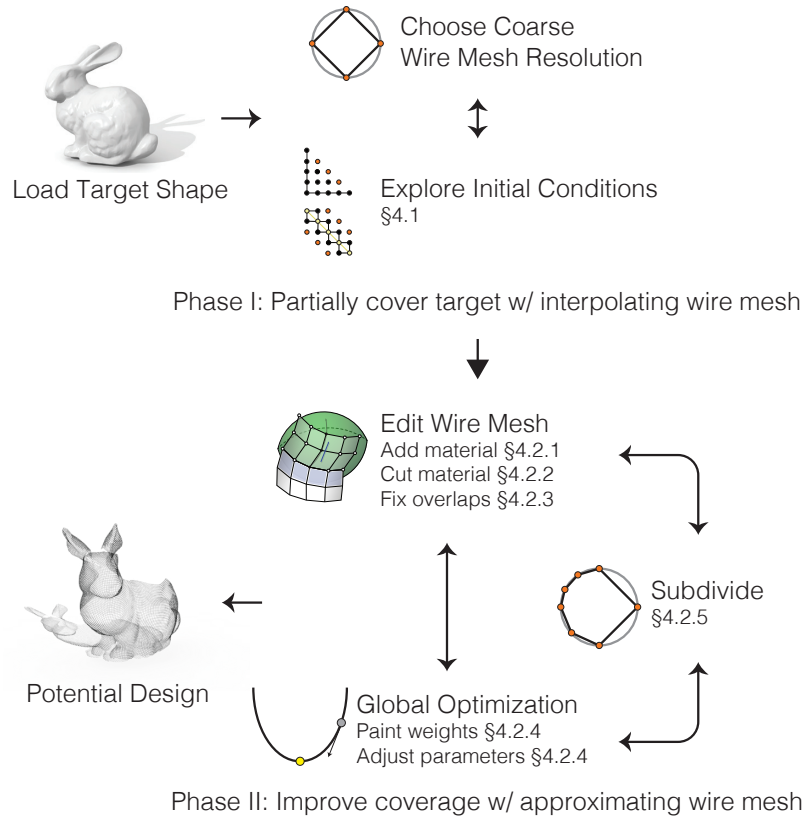 Choose Coarse
Wire Mesh Resolution
Load Target Shape
Explore Initial Conditions
§4.1
Phase I: Partially cover target w/ interpolating wire mesh
Edit Wire Mesh
Add material §4.2.1
Cut material §4.2.2
Fix overlaps §4.2.3
Subdivide
§4.2.5
Potential Design
Global Optimization
Paint weights §4.2.4
Adjust parameters §4.2.4
Phase II: Improve coverage w/ approximating wire mesh